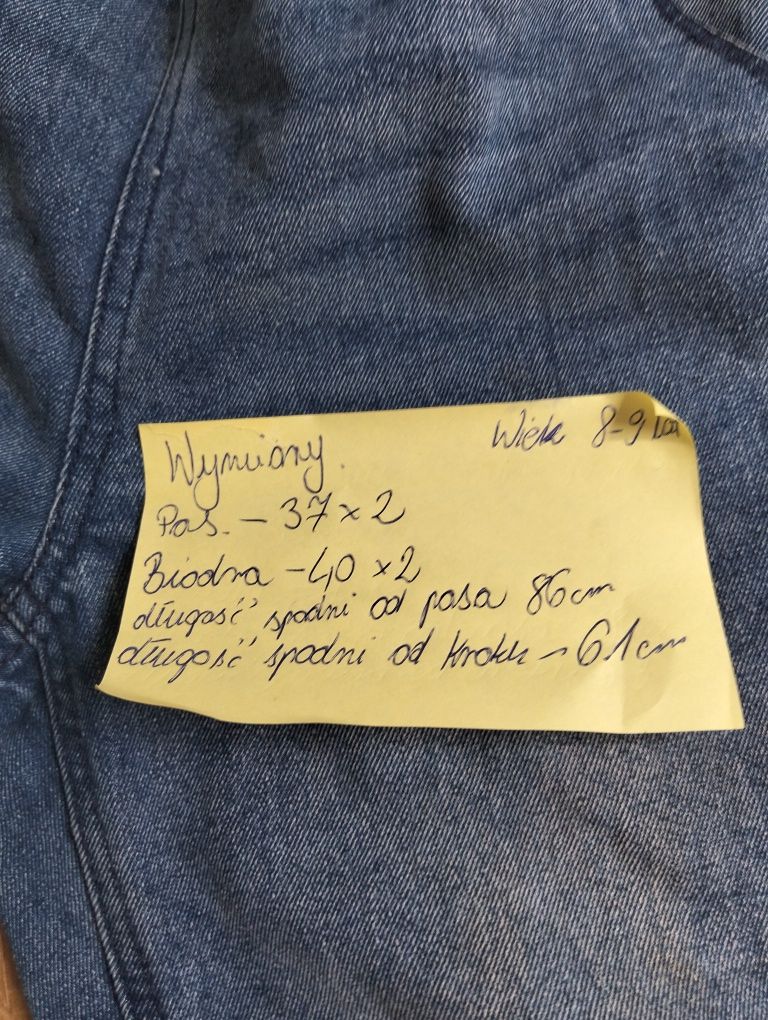 Wiek 8-9 lat
Wymiary.
Pas. - 37 x 2
Biodra - 40 x 2
długość spodni od pasa 86cm
długość spodni od kroku - 61cm